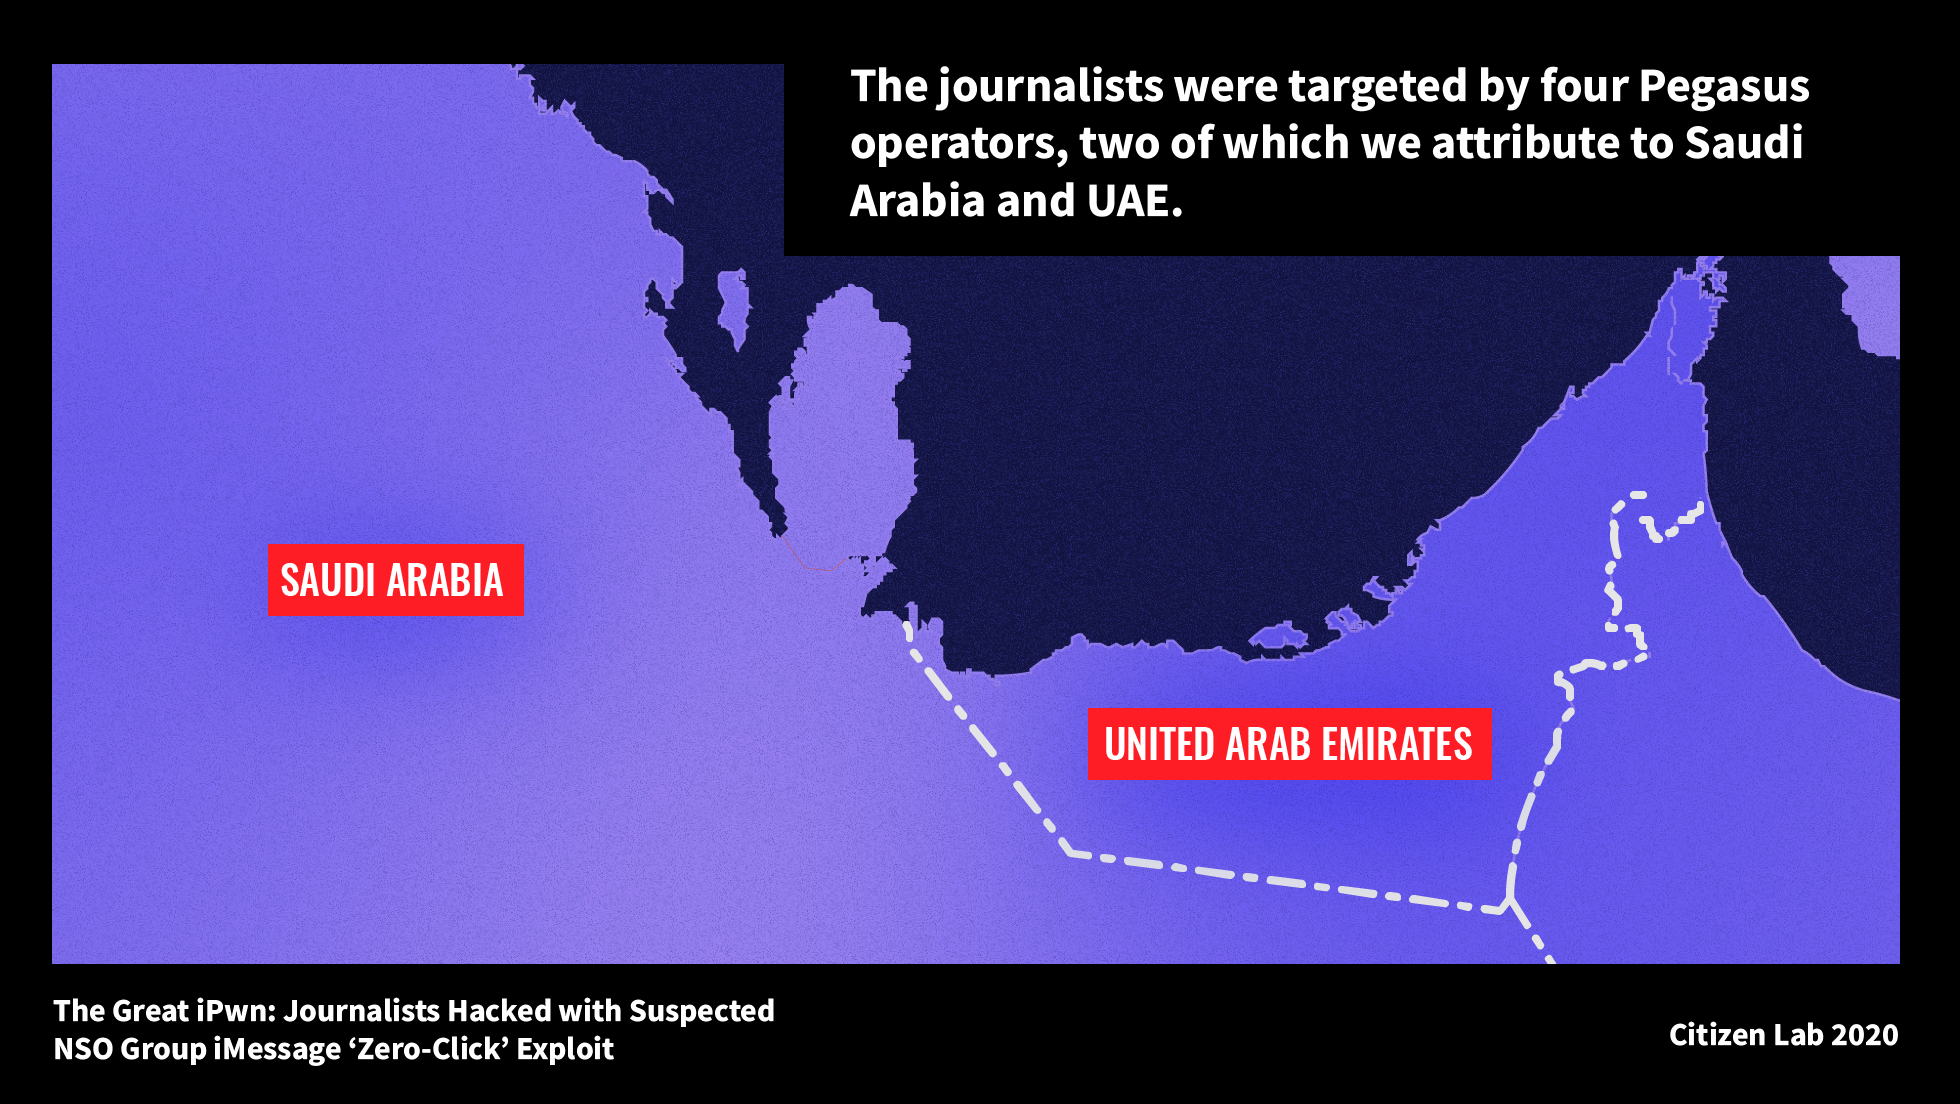 The journalists were targeted by four Pegasus
operators, two of which we attribute to Saudi
Arabia and UAE.
SAUDI ARABIA
UNITED ARAB EMIRATES
The Great iPwn: Journalists Hacked with Suspected
NSO Group iMessage ‘Zero-Click’ Exploit
Citizen Lab 2020